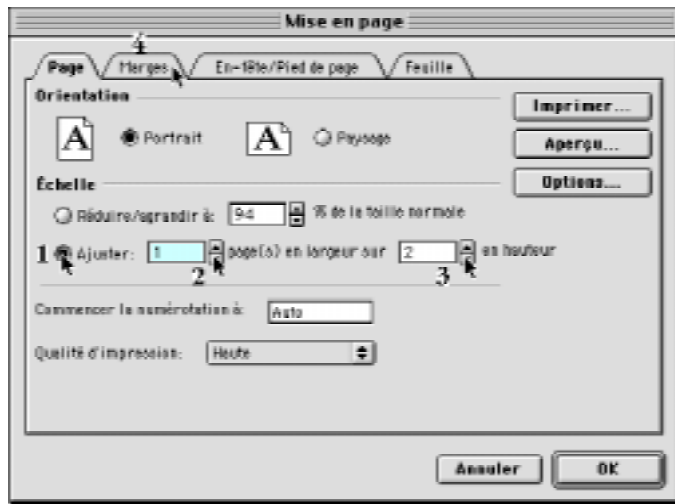 Mise en page
4
Page Marges En-tête/Pied de page Feuille
Orientation
Imprimer...
A Portrait A Paysage
Aperçu...
Échelle
Options...
Réduire/agrandir à: 94 % de la taille normale
1 Ajuster: 1 page(s) en largeur sur 2 en hauteur
2 3
Commencer la numérotation à: Auto
Qualité d'impression: Haute
Annuler OK